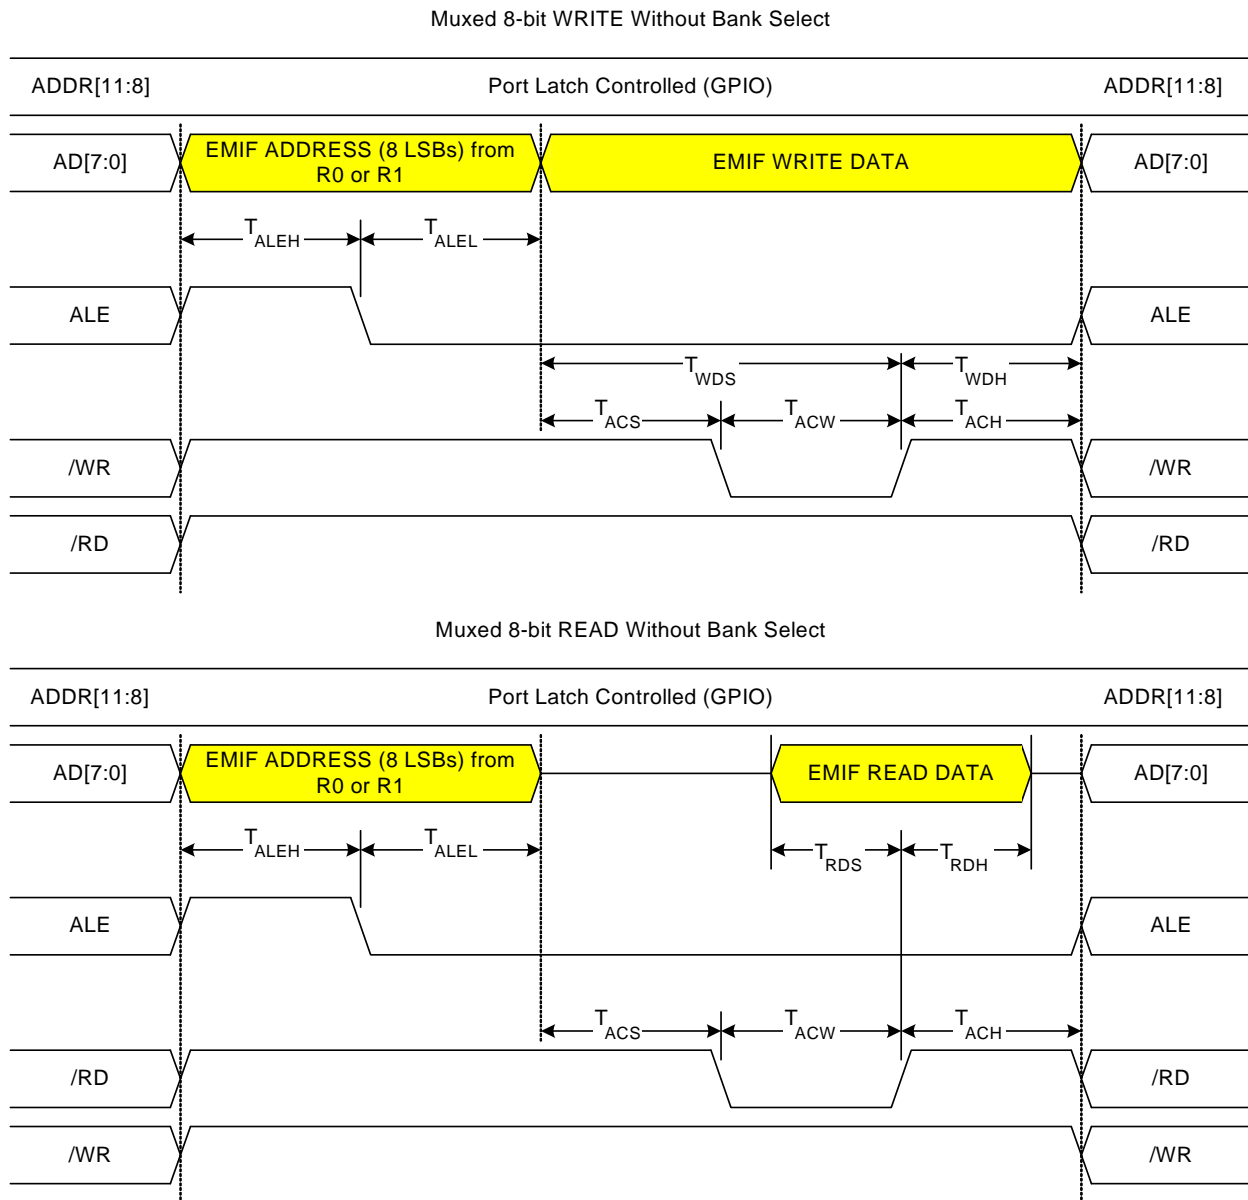 Muxed 8-bit WRITE Without Bank Select
ADDR[11:8] Port Latch Controlled (GPIO) ADDR[11:8]
AD[7:0] EMIF ADDRESS (8 LSBs) from R0 or R1 EMIF WRITE DATA AD[7:0]
TALEH TALEL
ALE ALE
TWDS TWDH
TACS TACW TACH
/WR /WR
/RD /RD
Muxed 8-bit READ Without Bank Select
ADDR[11:8] Port Latch Controlled (GPIO) ADDR[11:8]
AD[7:0] EMIF ADDRESS (8 LSBs) from R0 or R1 EMIF READ DATA AD[7:0]
TALEH TALEL TRDS TRDH
ALE ALE
TACS TACW TACH
/RD /RD
/WR /WR